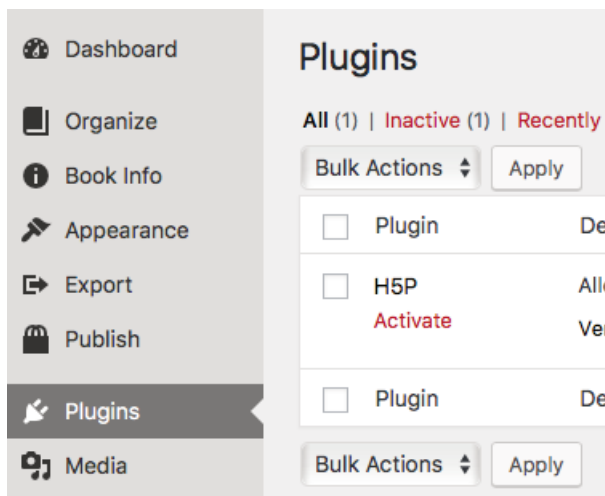 Dashboard
Organize
Book Info
Appearance
Export
Publish
Plugins
Media
Plugins
All (1) | Inactive (1) | Recently
Bulk Actions Apply
Plugin
H5P
Activate
Plugin
Bulk Actions Apply